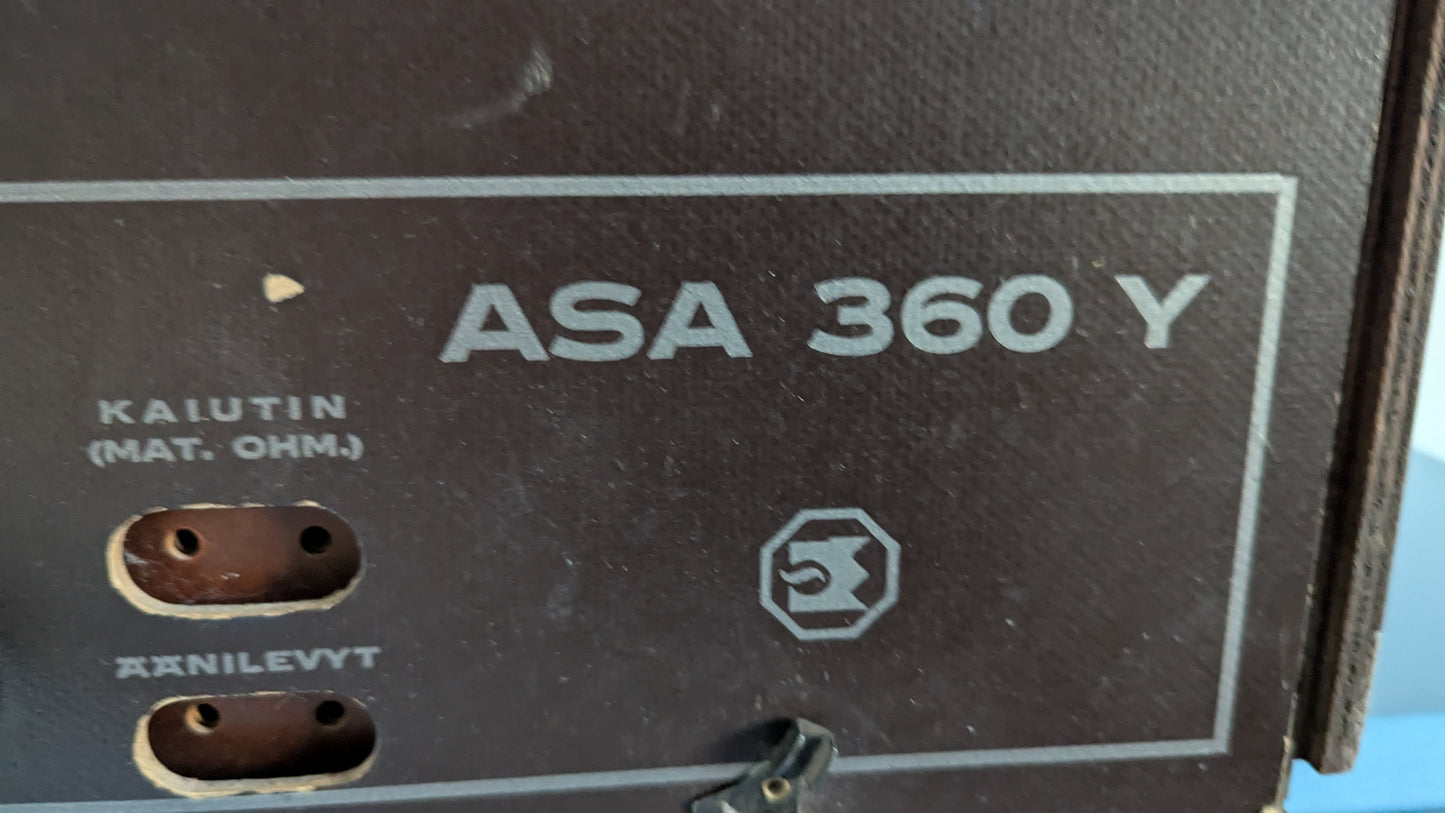 ASA 360 Y
KAIUTIN
(MAT. OHM.)
ÄÄNILEVYT